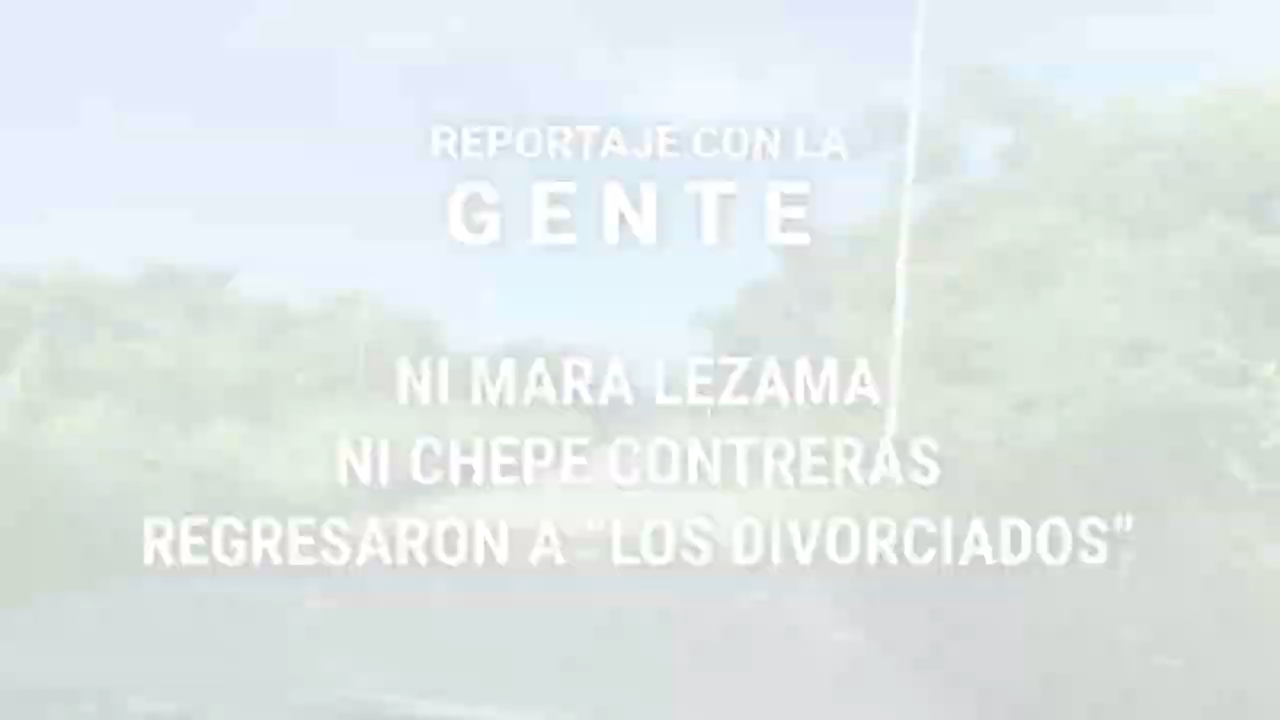 REPORTAJE CON LA
GENTE
NI MARA LEZAMA
NI CHEPE CONTRERAS
REGRESARON A "LOS DIVORCIADOS"